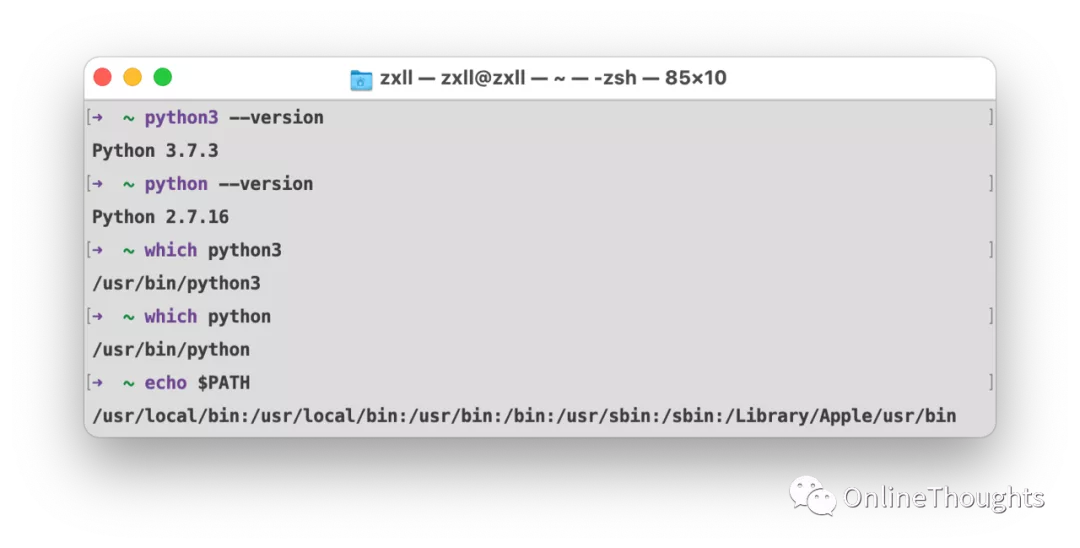 zxll — zxll@zxll — ~ — -zsh — 85×10
[→ ~ python3 --version ]
Python 3.7.3
[→ ~ python --version ]
Python 2.7.16
[→ ~ which python3 ]
/usr/bin/python3
[→ ~ which python ]
/usr/bin/python
[→ ~ echo $PATH ]
/usr/local/bin:/usr/local/bin:/usr/bin:/bin:/usr/sbin:/sbin:/Library/Apple/usr/bin
OnlineThoughts